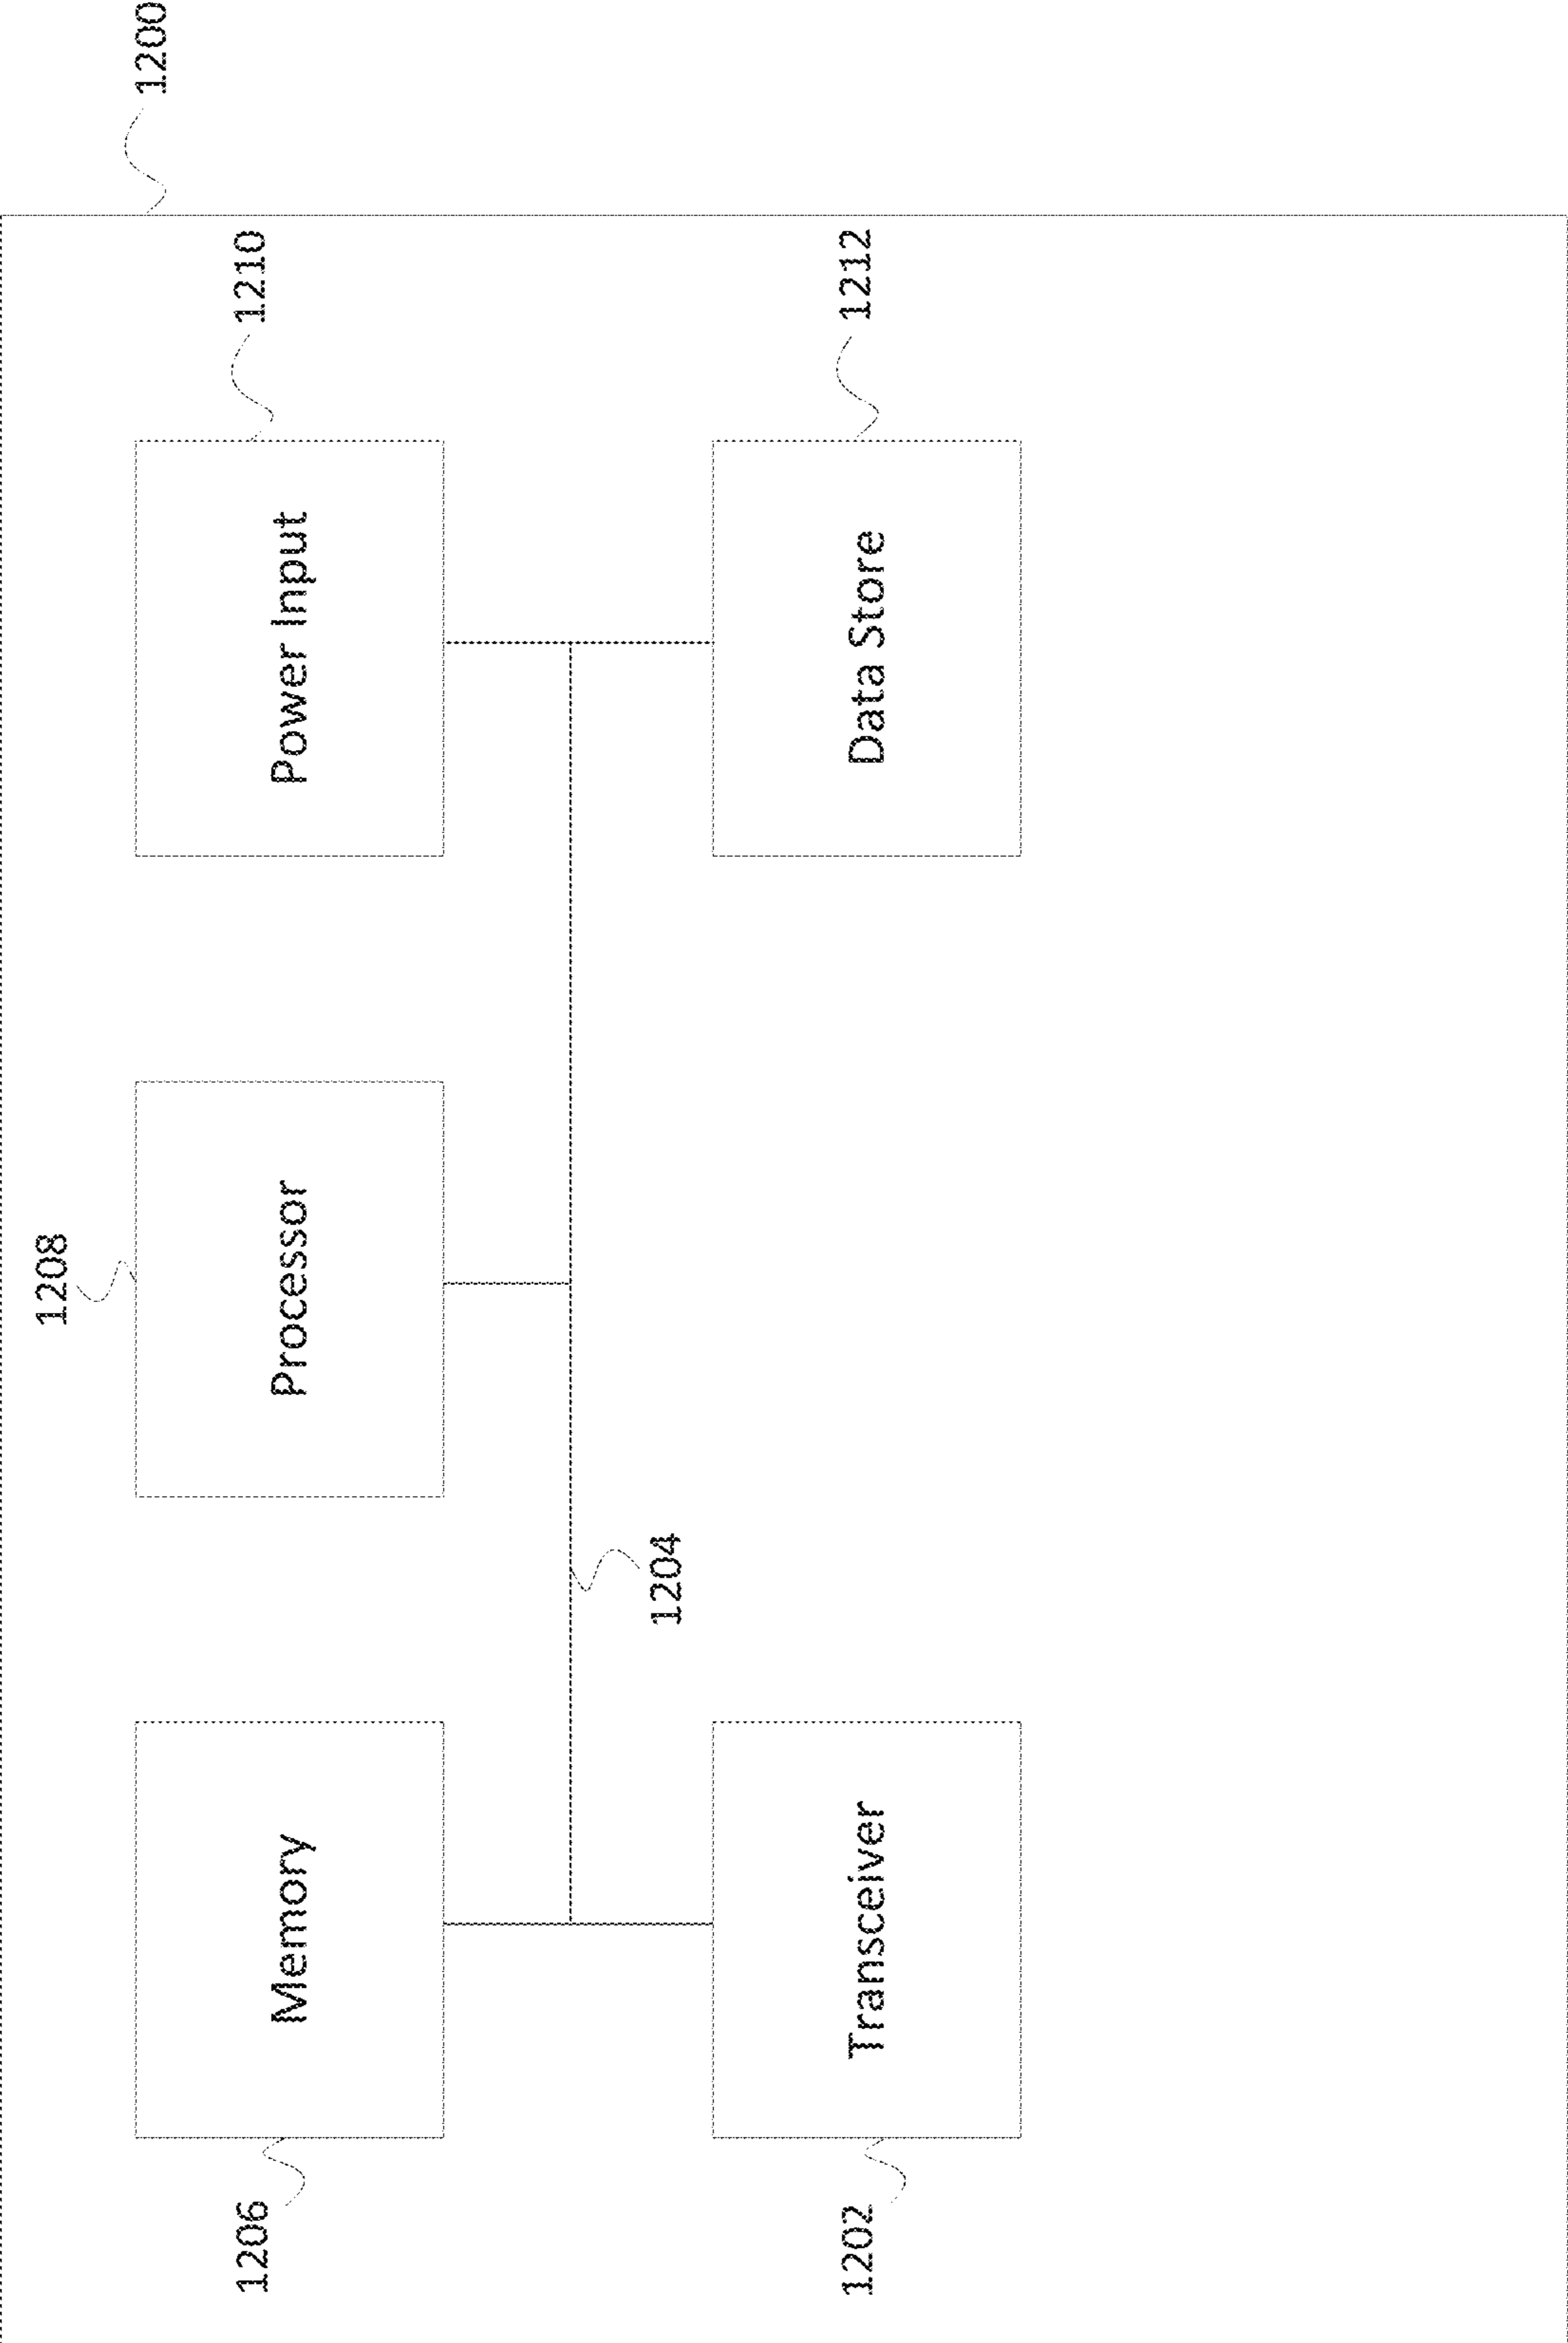 1200
1208
1206
Memory
Processor
Power Input
1210
1204
1202
Transceiver
Data Store
1212